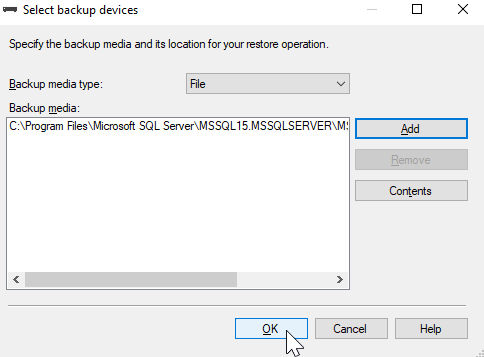 Select backup devices
Specify the backup media and its location for your restore operation.
Backup media type:
File
Backup media:
C:\Program Files\Microsoft SQL Server\MSSQL15.MSSQLSERVER\MS
Add
Remove
Contents
OK
Cancel
Help